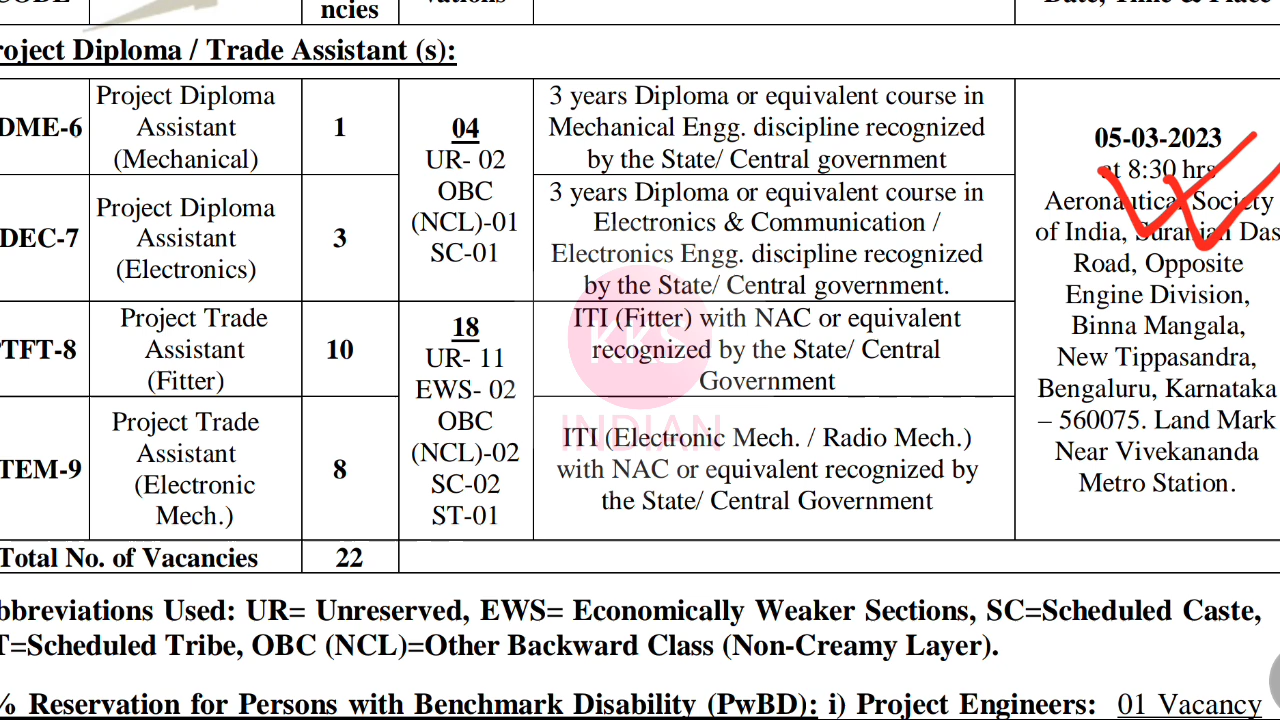 ncies
Project Diploma / Trade Assistant (s):
DME-6
Project Diploma
Assistant
(Mechanical)
1
04
UR- 02
OBC
(NCL)-01
SC-01
3 years Diploma or equivalent course in
Mechanical Engg. discipline recognized
by the State/ Central government
05-03-2023
at 8:30 hrs
Aeronautical Society
of India, Suranjan Das
Road, Opposite
Engine Division,
Binna Mangala,
New Tippasandra,
Bengaluru, Karnataka
– 560075. Land Mark
Near Vivekananda
Metro Station.
DEC-7
Project Diploma
Assistant
(Electronics)
3
3 years Diploma or equivalent course in
Electronics & Communication /
Electronics Engg. discipline recognized
by the State/ Central government.
PTFT-8
Project Trade
Assistant
(Fitter)
10
18
UR- 11
EWS- 02
OBC
(NCL)-02
SC-02
ST-01
ITI (Fitter) with NAC or equivalent
recognized by the State/ Central
Government
TEM-9
Project Trade
Assistant
(Electronic
Mech.)
8
ITI (Electronic Mech. / Radio Mech.)
with NAC or equivalent recognized by
the State/ Central Government
KKS
INDIAN
Total No. of Vacancies
22
bbreviations Used: UR= Unreserved, EWS= Economically Weaker Sections, SC=Scheduled Caste,
T=Scheduled Tribe, OBC (NCL)=Other Backward Class (Non-Creamy Layer).
% Reservation for Persons with Benchmark Disability (PwBD): i) Project Engineers: 01 Vacancy